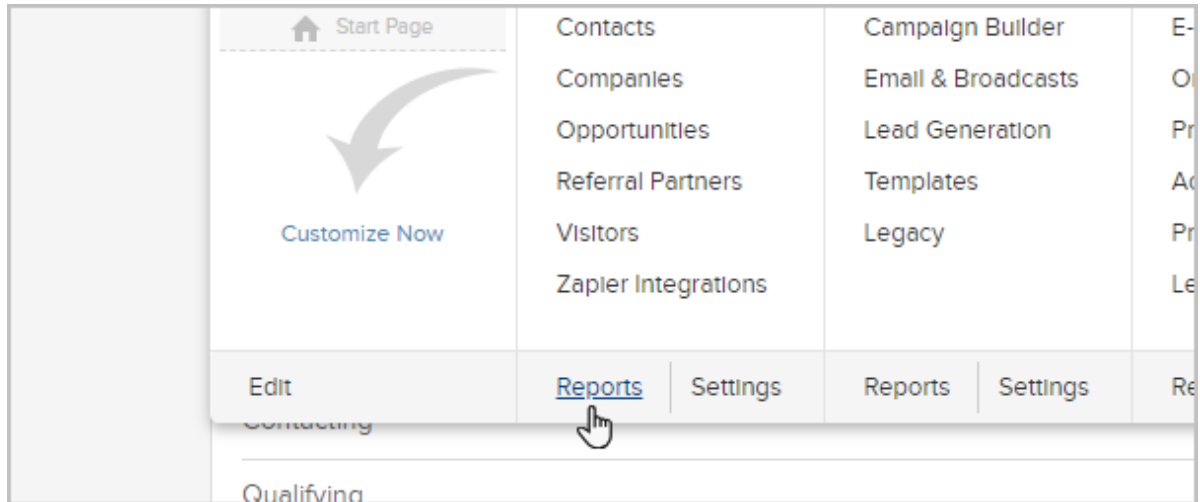 Start Page
Customize Now
Edit
Contacts
Companies
Opportunities
Referral Partners
Visitors
Zapier Integrations
Reports
Settings
Campaign Builder
Email & Broadcasts
Lead Generation
Templates
Legacy
Reports
Settings
Contacting
Qualifying